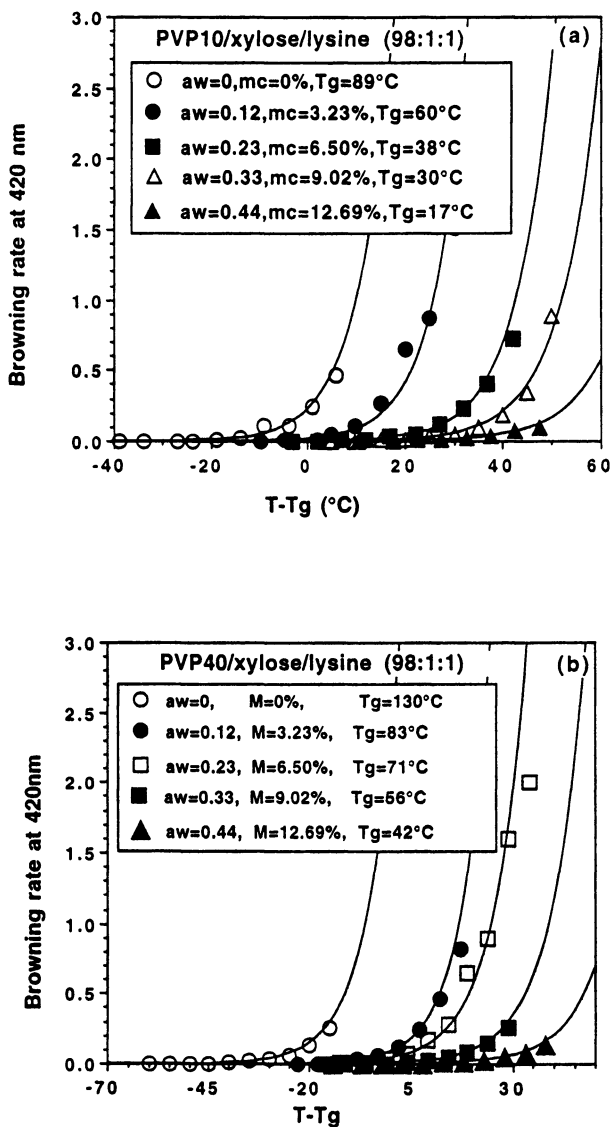 PVP10/xylose/lysine (98:1:1)
(a)
aw=0,mc=0%,Tg=89°C
aw=0.12,mc=3.23%,Tg=60°C
aw=0.23,mc=6.50%,Tg=38°C
aw=0.33,mc=9.02%,Tg=30°C
aw=0.44,mc=12.69%,Tg=17°C
Browning rate at 420 nm
3.0
2.5
2.0
1.5
1.0
0.5
0.0
-40 -20 0 20 40 60
T-Tg (°C)
PVP40/xylose/lysine (98:1:1)
(b)
aw=0, M=0%, Tg=130°C
aw=0.12, M=3.23%, Tg=83°C
aw=0.23, M=6.50%, Tg=71°C
aw=0.33, M=9.02%, Tg=56°C
aw=0.44, M=12.69%, Tg=42°C
Browning rate at 420nm
3.0
2.5
2.0
1.5
1.0
0.5
0.0
-70 -45 -20 5 30
T-Tg